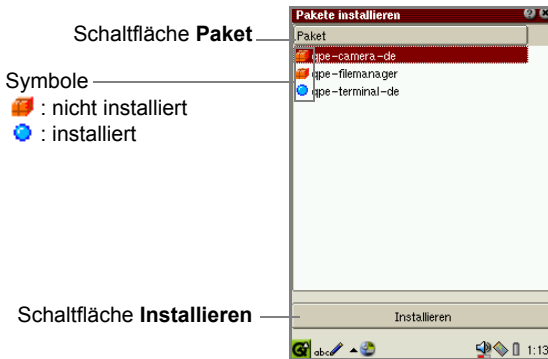 Pakete installieren
Schaltfläche Paket
Paket
qpe-camera-de
qpe-filemanager
qpe-terminal-de
Symbole
: nicht installiert
: installiert
Schaltfläche Installieren
Installieren
abc
1:13